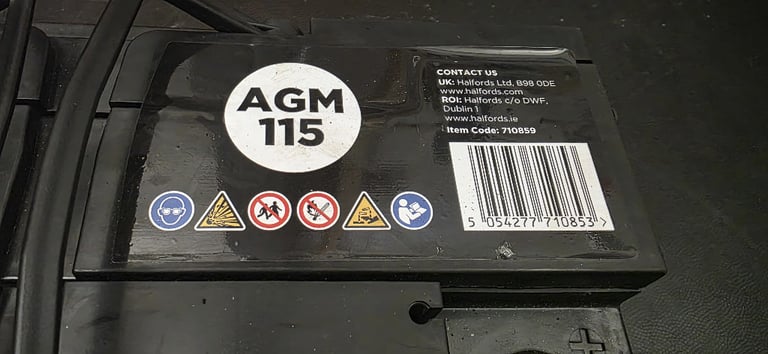 AGM
115
CONTACT US
UK: Halfords Ltd, B98 0DE
www.halfords.com
ROI: Halfords c/o DWF,
Dublin 1
www.halfords.ie
Item Code: 710859
5 054277 710853 >
+